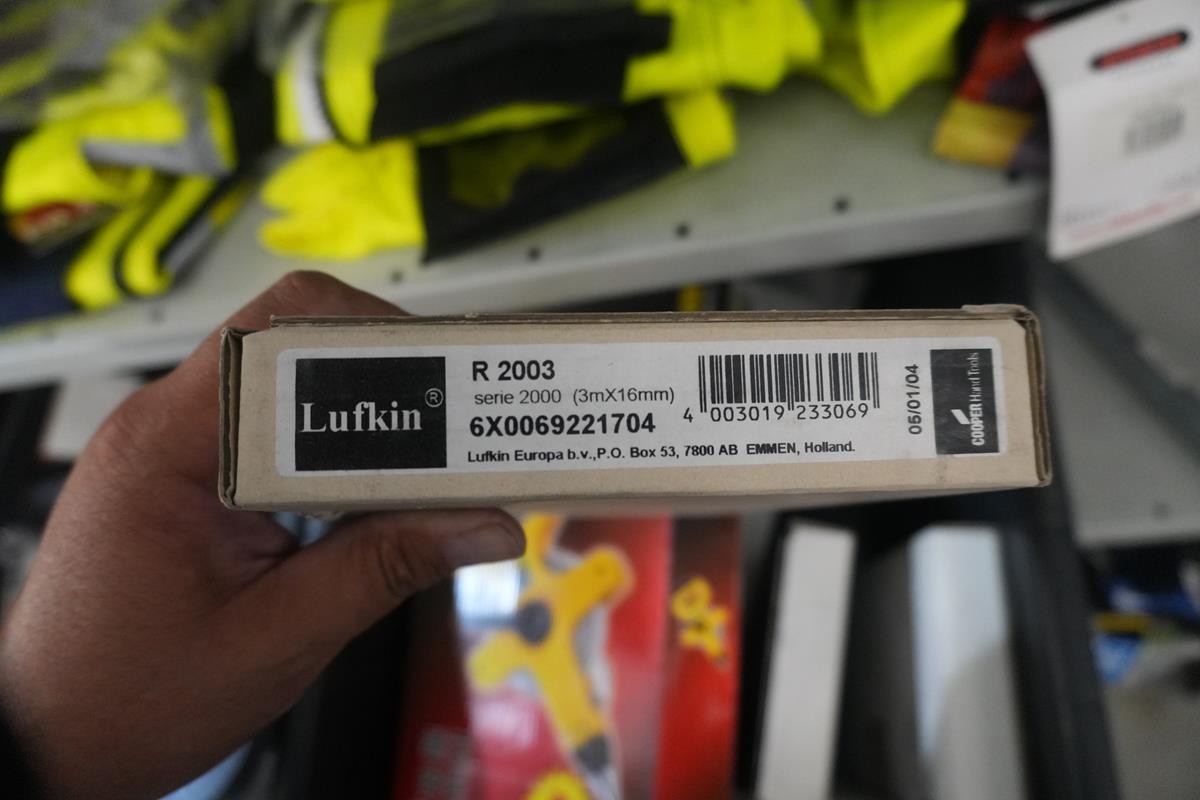 Lufkin®
R 2003
serie 2000 (3mX16mm)
6X0069221704
Lufkin Europa b.v.,P.O. Box 53, 7800 AB EMMEN, Holland.
4 003019 233069
05/01/04
COOPER Hand Tools